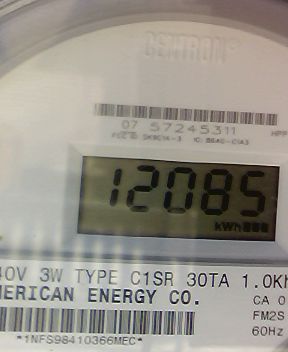 CENTRON®
07 57245311
12085
kWh
40V 3W TYPE C1SR 30TA 1.0Kh
MERICAN ENERGY CO.
CA 0
FM2S
60Hz
*1NFS98410366MEC*